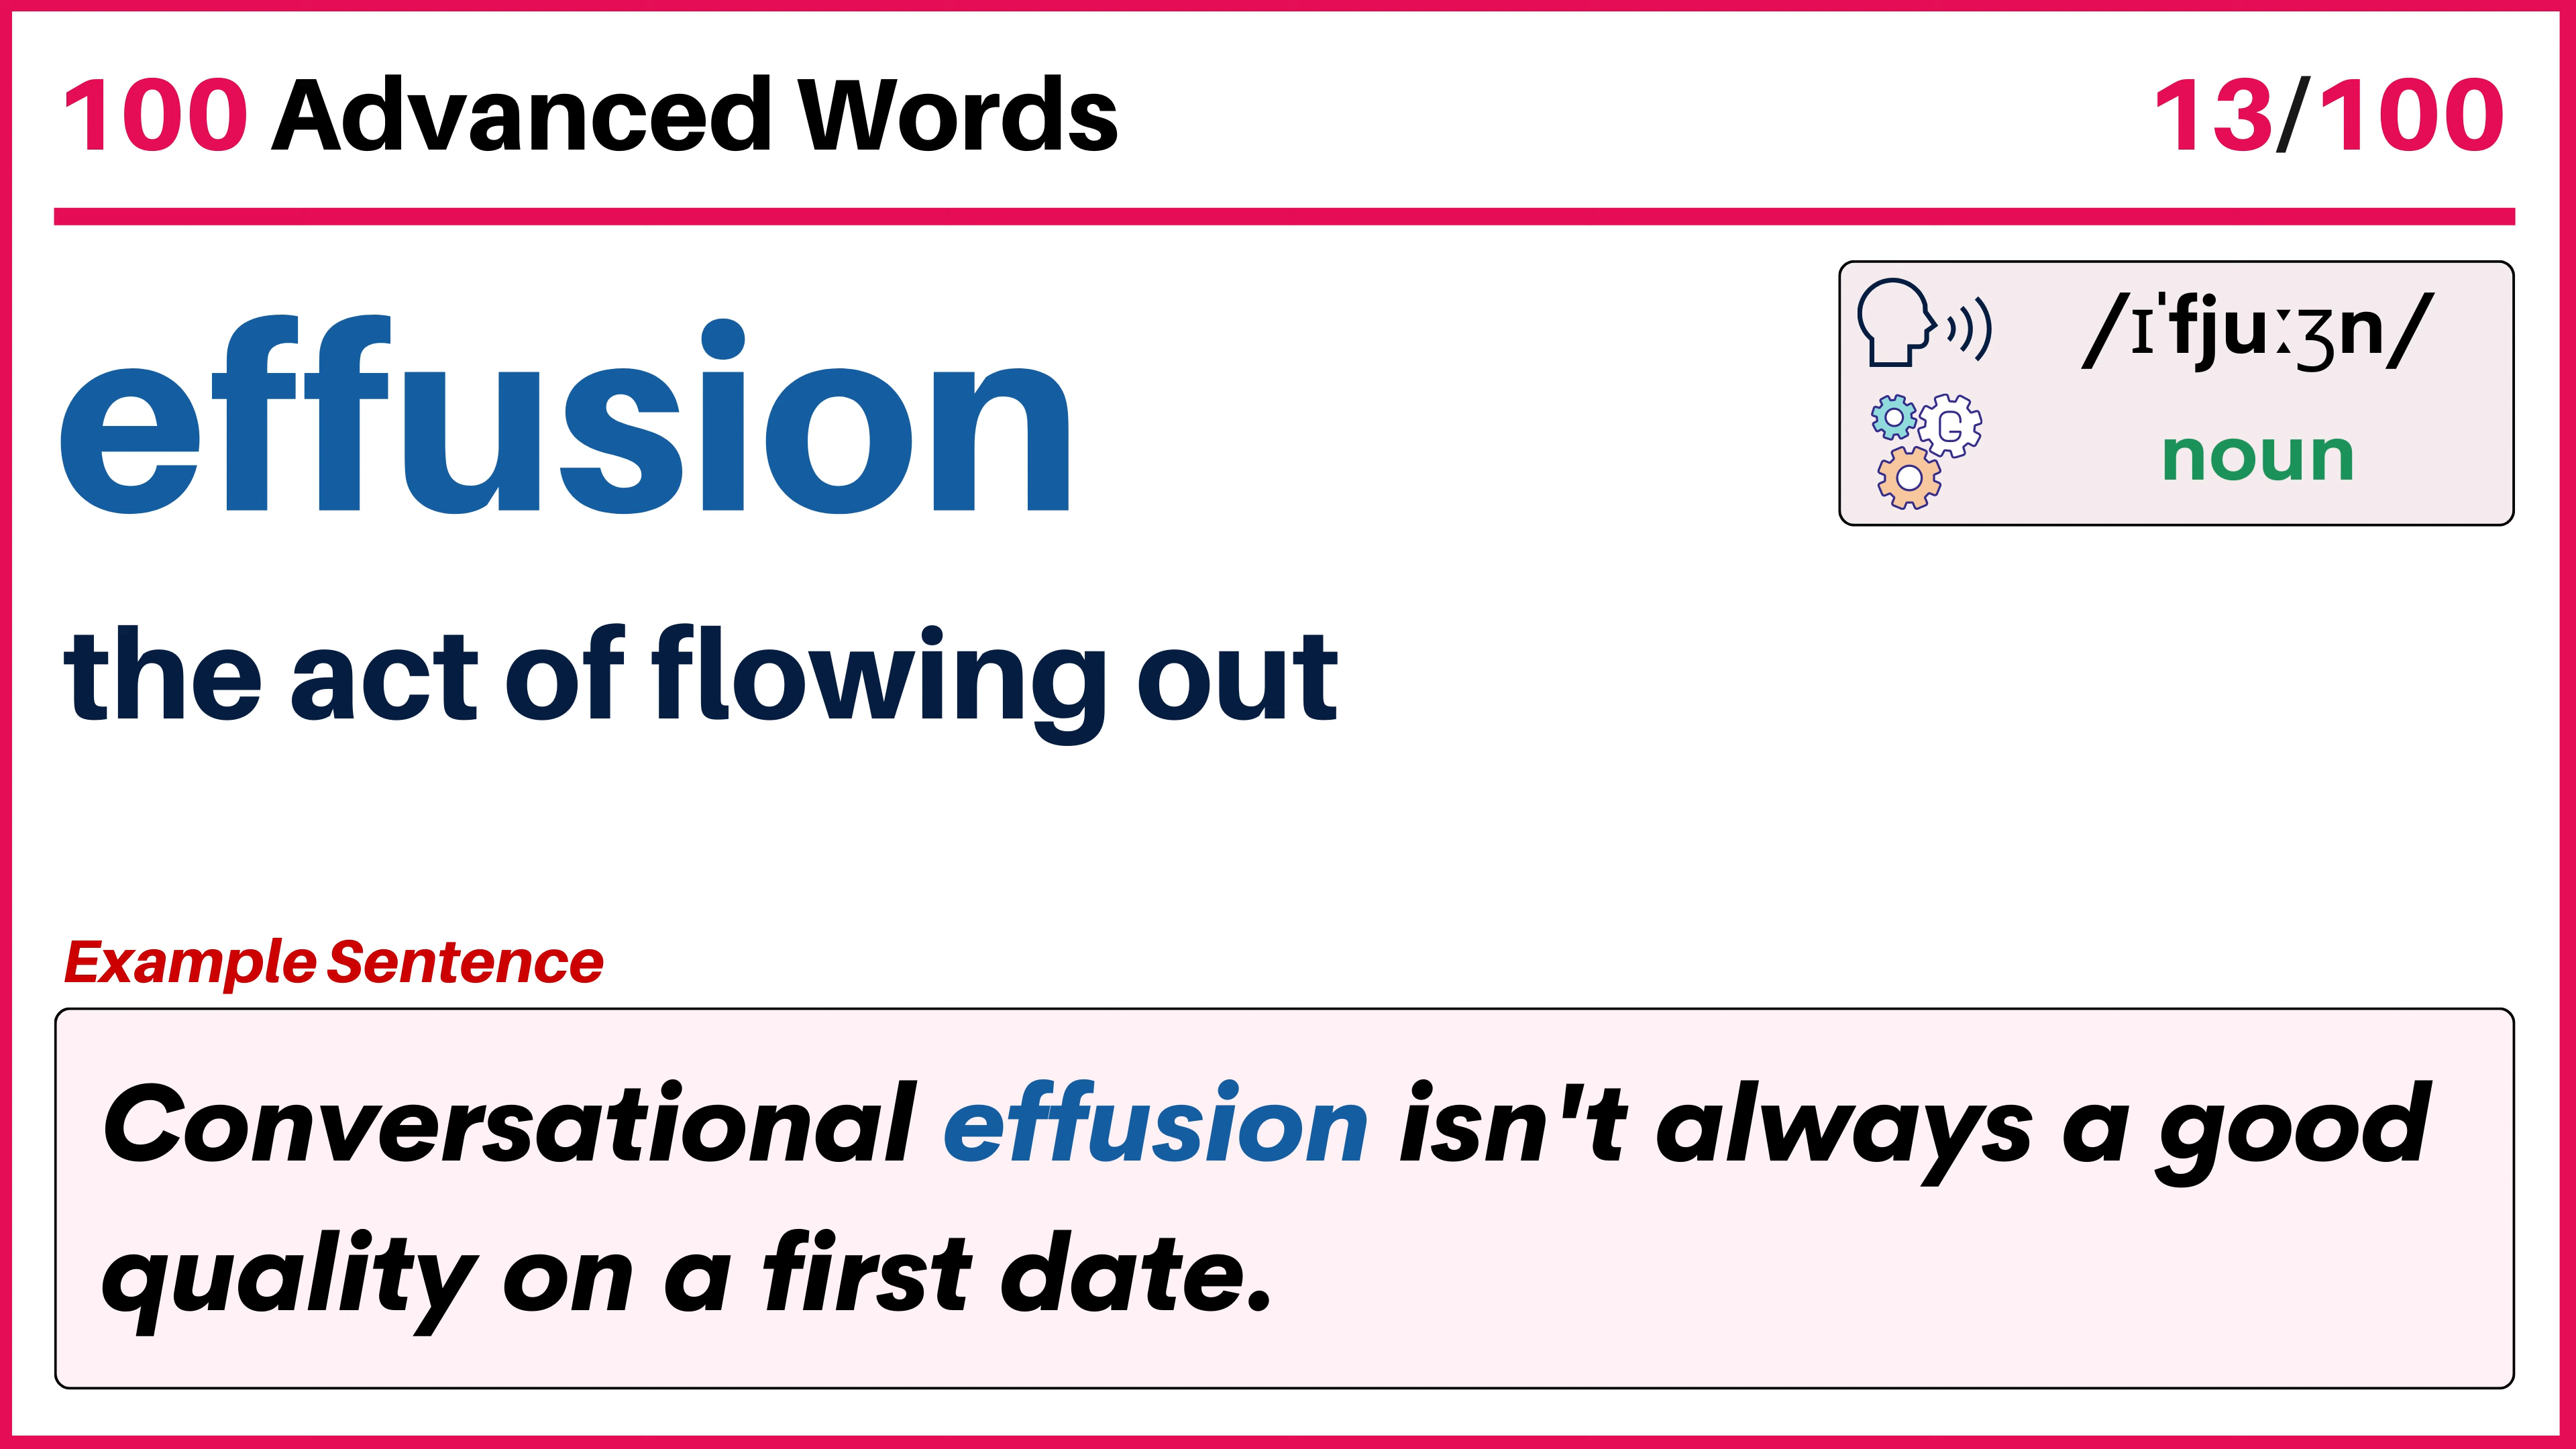 100 Advanced Words
13/100
effusion
/ɪˈfjuːʒn/
G
noun
the act of flowing out
Example Sentence
Conversational effusion isn't always a good
quality on a first date.